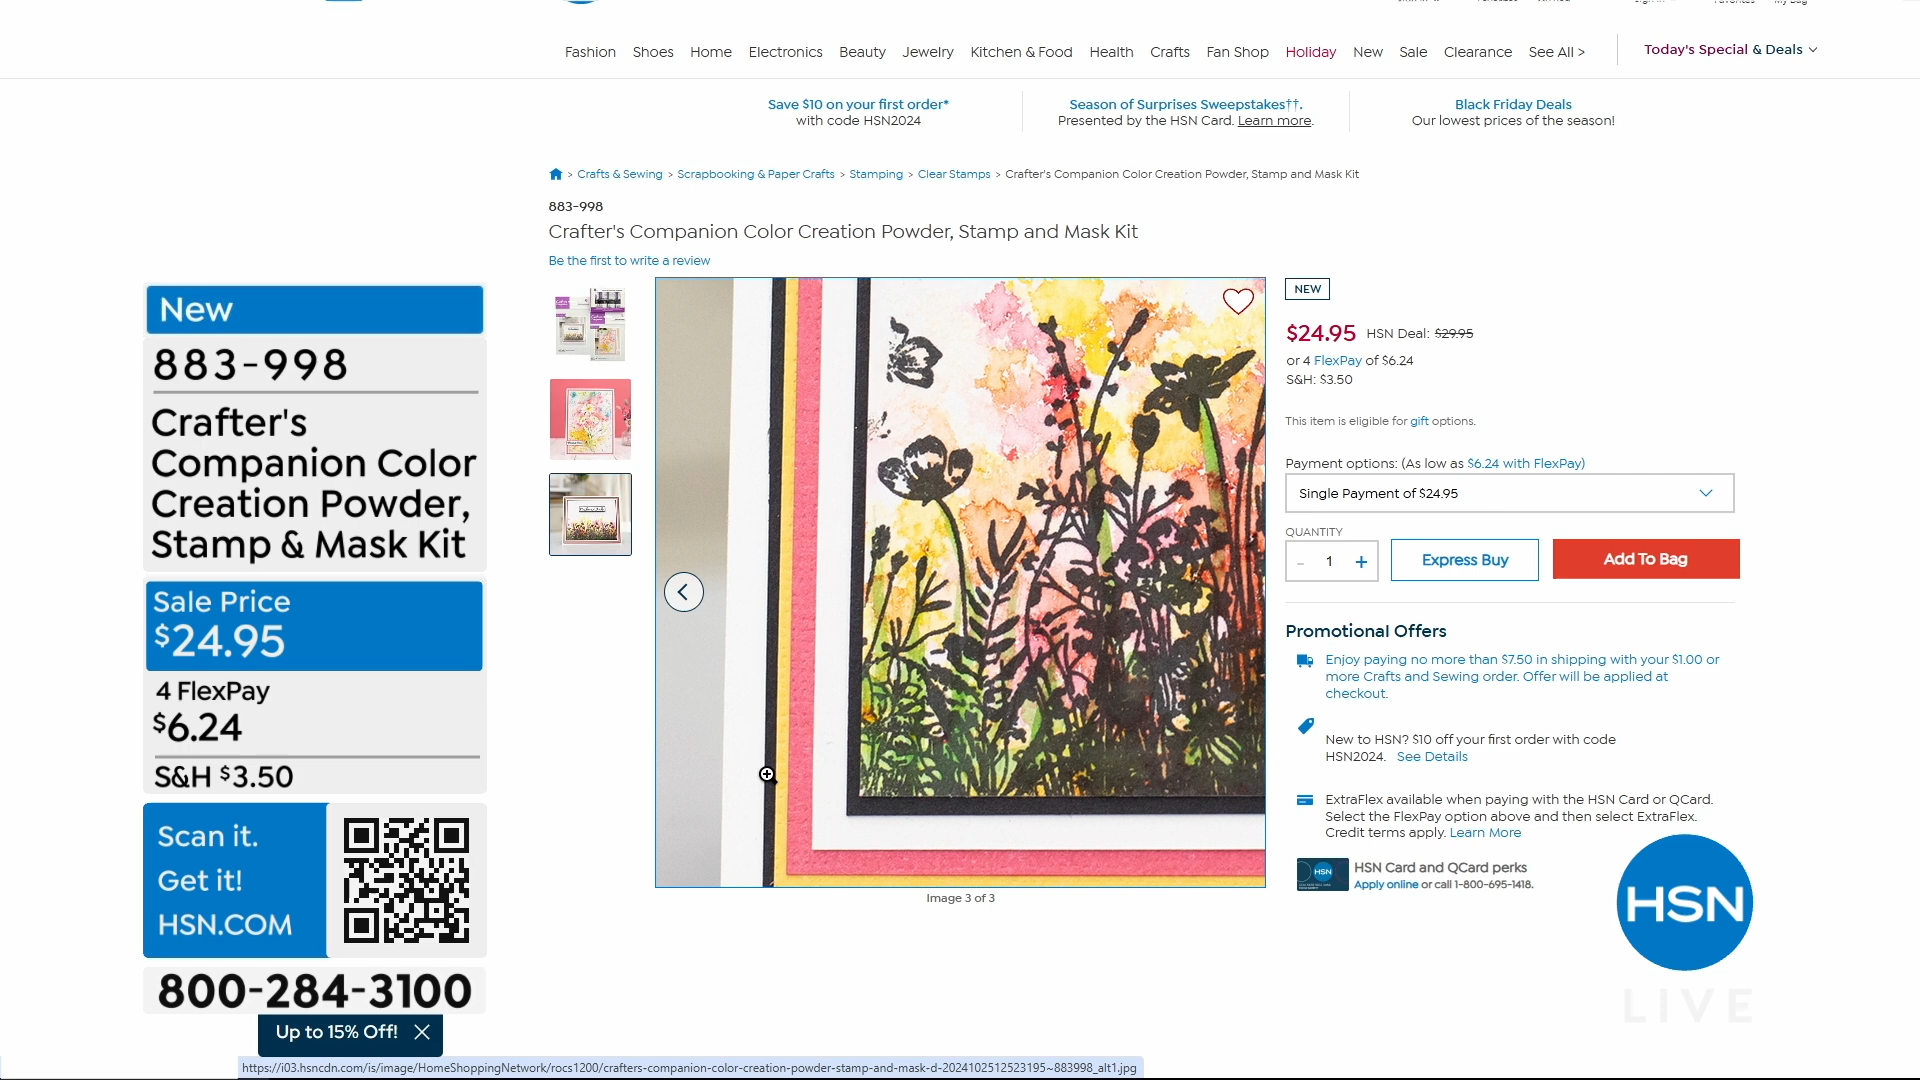 Fashion Shoes Home Electronics Beauty Jewelry Kitchen & Food Health Crafts Fan Shop Holiday New Sale Clearance See All >
Today's Special & Deals
Save $10 on your first order*
with code HSN2024
Season of Surprises Sweepstakes††.
Presented by the HSN Card. Learn more.
Black Friday Deals
Our lowest prices of the season!
> Crafts & Sewing > Scrapbooking & Paper Crafts > Stamping > Clear Stamps > Crafter's Companion Color Creation Powder, Stamp and Mask Kit
883-998
Crafter's Companion Color Creation Powder, Stamp and Mask Kit
Be the first to write a review
New
883-998
Crafter's
Companion Color
Creation Powder,
Stamp & Mask Kit
Sale Price
$24.95
4 FlexPay
$6.24
S&H $3.50
Scan it.
Get it!
HSN.COM
800-284-3100
Up to 15% Off!
Image 3 of 3
NEW
$24.95 HSN Deal: $29.95
or 4 FlexPay of $6.24
S&H: $3.50
This item is eligible for gift options.
Payment options: (As low as $6.24 with FlexPay)
Single Payment of $24.95
QUANTITY
- 1 +
Express Buy
Add To Bag
Promotional Offers
Enjoy paying no more than $7.50 in shipping with your $1.00 or
more Crafts and Sewing order. Offer will be applied at
checkout.
New to HSN? $10 off your first order with code
HSN2024. See Details
ExtraFlex available when paying with the HSN Card or QCard.
Select the FlexPay option above and then select ExtraFlex.
Credit terms apply. Learn More
HSN
HSN Card and QCard perks
Apply online or call 1-800-695-1418.
HSN
LIVE
https://i03.hsncdn.com/is/image/HomeShoppingNetwork/rocs1200/crafters-companion-color-creation-powder-stamp-and-mask-d-2024102512523195~883998_alt1.jpg